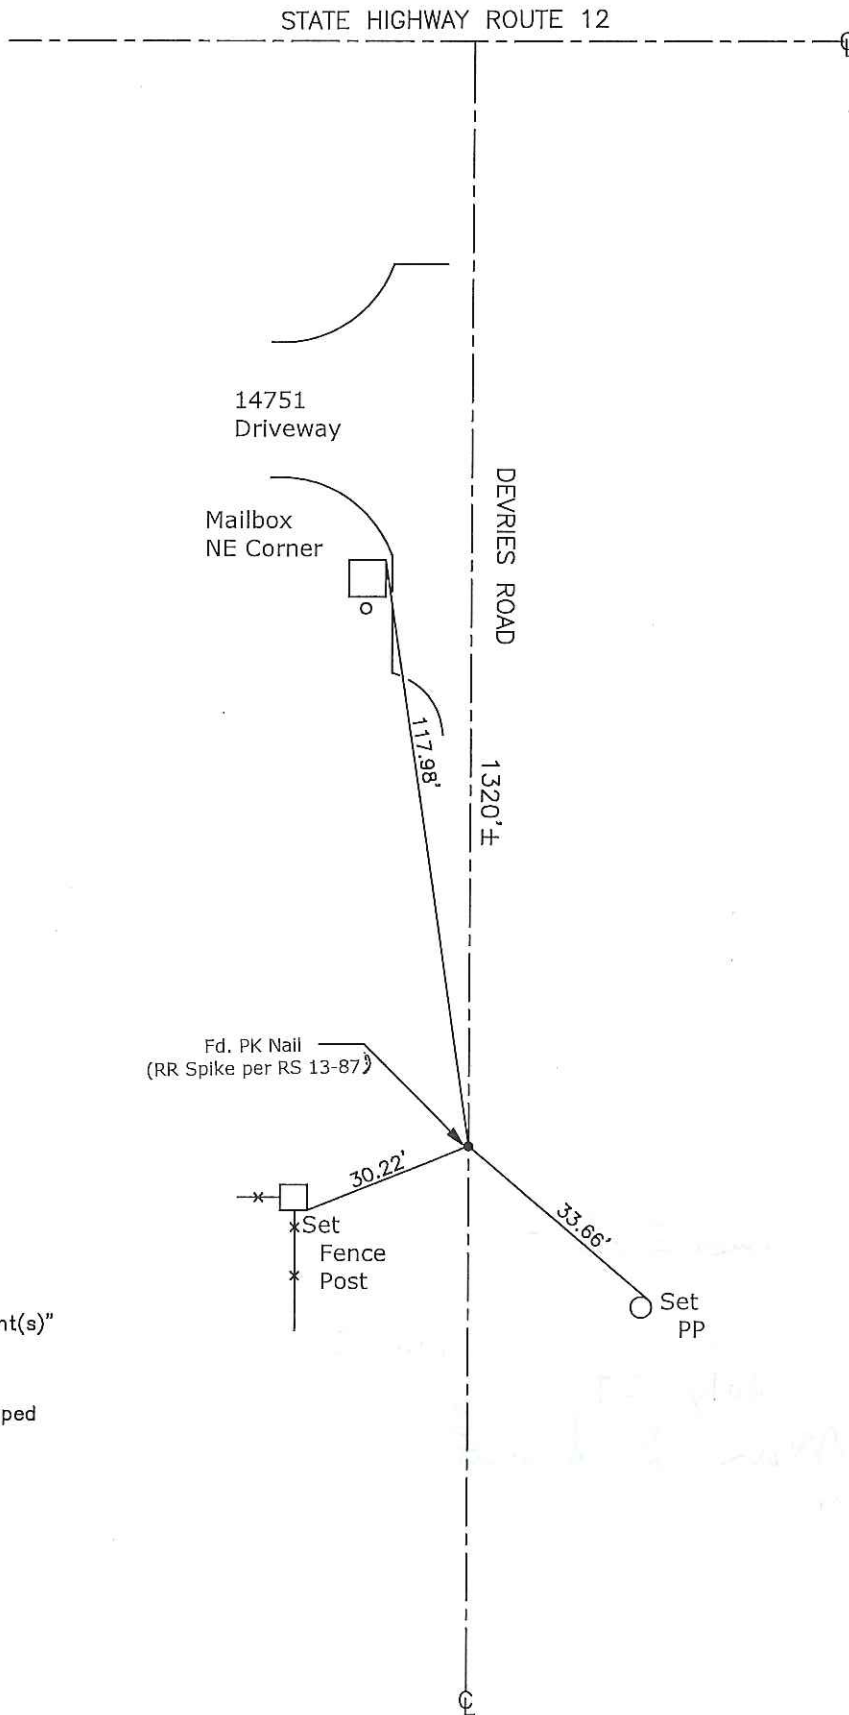 STATE HIGHWAY ROUTE 12
℄
14751
Driveway
DEVRIES ROAD
Mailbox
NE Corner
117.98'
1320'±
Fd. PK Nail
(RR Spike per RS 13-87)
30.22'
33.66'
Set
Fence
Post
Set
PP
nt(s)"
ped
℄